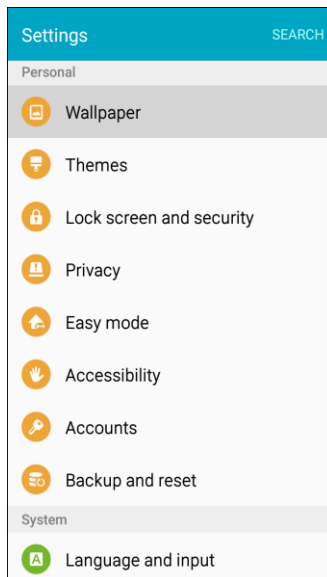 Settings SEARCH
Personal
Wallpaper
Themes
Lock screen and security
Privacy
Easy mode
Accessibility
Accounts
Backup and reset
System
A Language and input